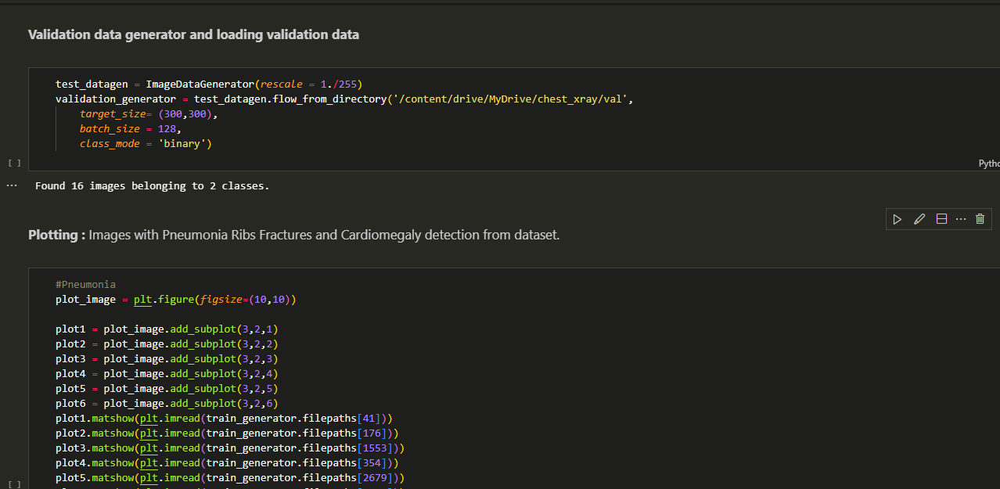 Validation data generator and loading validation data
test_datagen = ImageDataGenerator(rescale = 1./255)
validation_generator = test_datagen.flow_from_directory('/content/drive/MyDrive/chest_xray/val',
target_size= (300,300),
batch_size = 128,
class_mode = 'binary')
[ ]
Pytho
... Found 16 images belonging to 2 classes.
Plotting : Images with Pneumonia Ribs Fractures and Cardiomegaly detection from dataset.
#Pneumonia
plot_image = plt.figure(figsize=(10,10))
plot1 = plot_image.add_subplot(3,2,1)
plot2 = plot_image.add_subplot(3,2,2)
plot3 = plot_image.add_subplot(3,2,3)
plot4 = plot_image.add_subplot(3,2,4)
plot5 = plot_image.add_subplot(3,2,5)
plot6 = plot_image.add_subplot(3,2,6)
plot1.matshow(plt.imread(train_generator.filepaths[41]))
plot2.matshow(plt.imread(train_generator.filepaths[176]))
plot3.matshow(plt.imread(train_generator.filepaths[1553]))
plot4.matshow(plt.imread(train_generator.filepaths[354]))
plot5.matshow(plt.imread(train_generator.filepaths[2679]))
[ ]